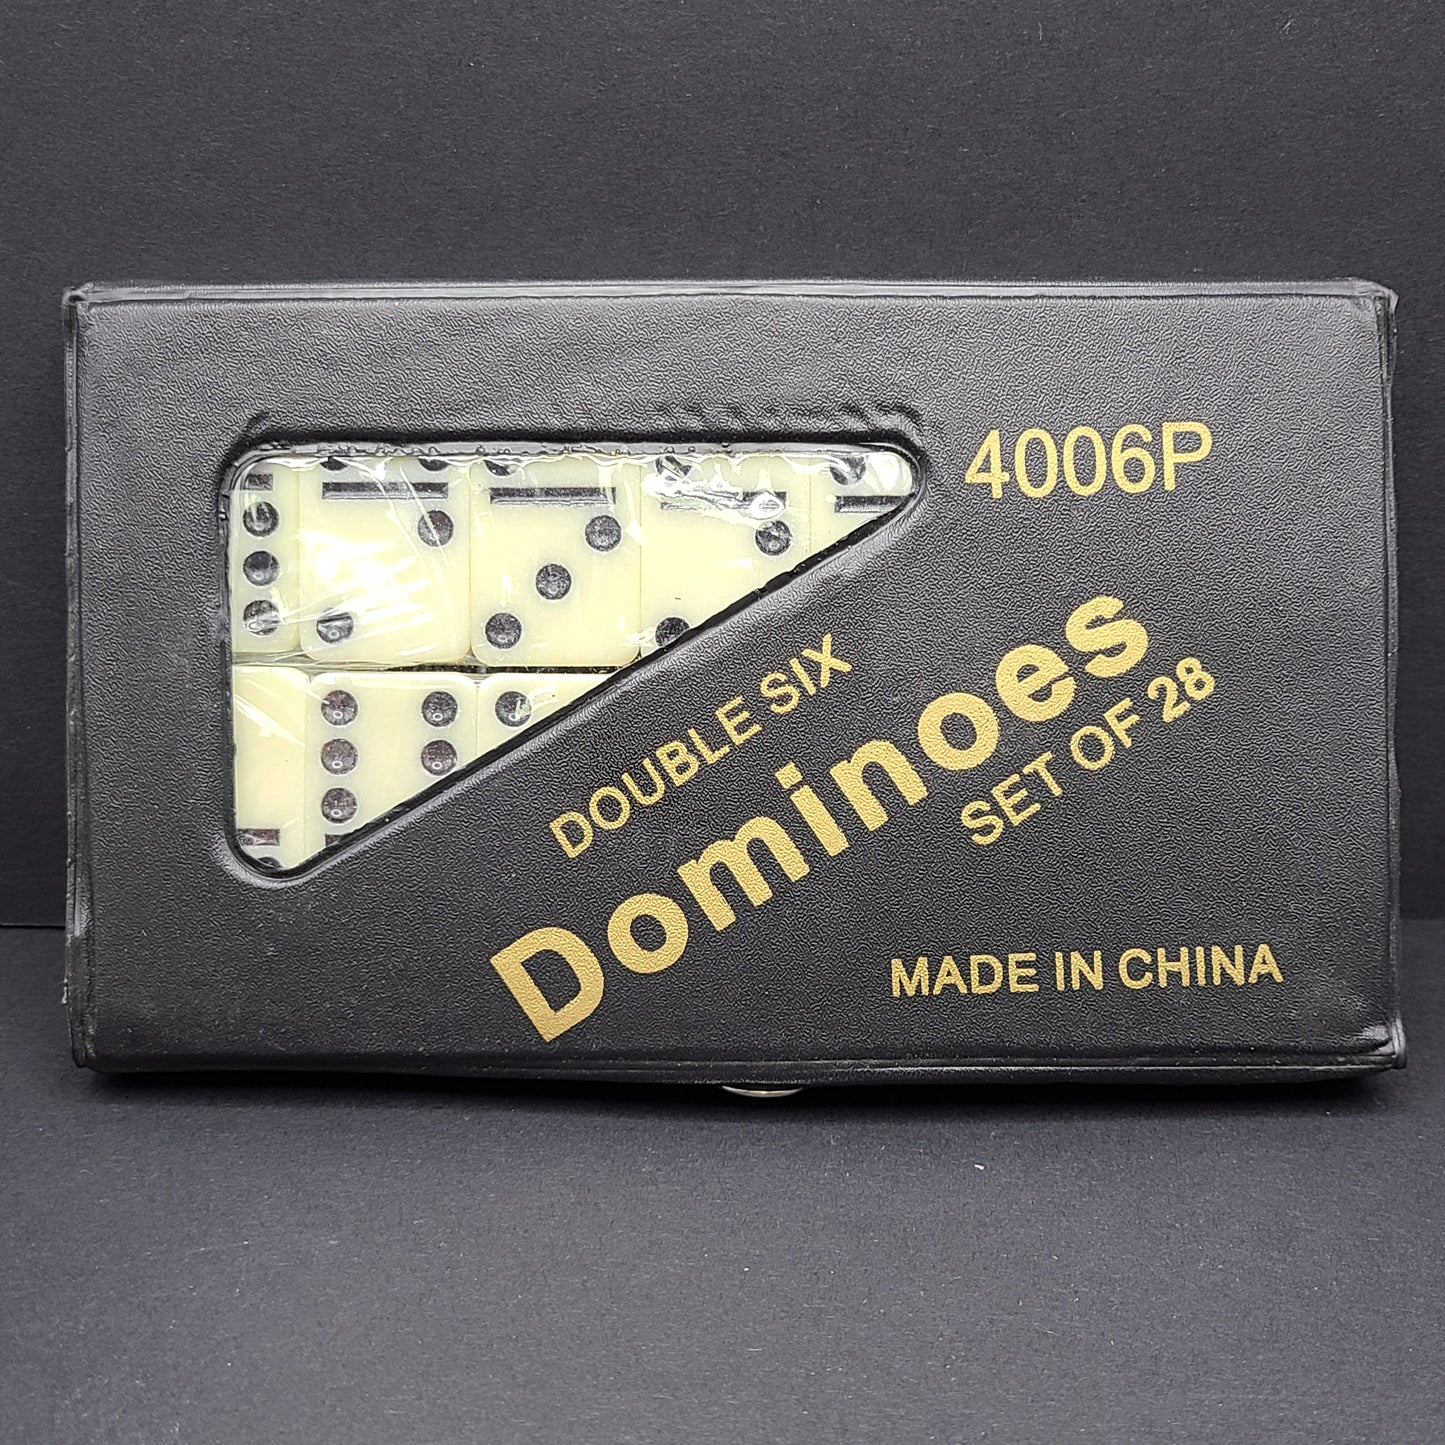 4006P
DOUBLE SIX
Dominoes
SET OF 28
MADE IN CHINA